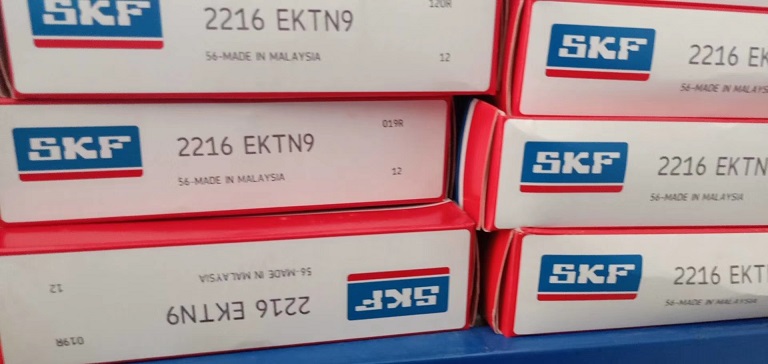 SKF
2216 EKTN9
120R
56-MADE IN MALAYSIA
12
SKF
2216 EKTN9
019R
56-MADE IN MALAYSIA
12
SKF
2216 EKTN9
56-MADE IN MALAYSIA
12
019R
SKF
2216 EK
56-MADE IN MALAYS
SKF
2216 EKTN
56-MADE IN MALAYSIA
SKF
2216 EKT
56-MADE IN MALAYSIA